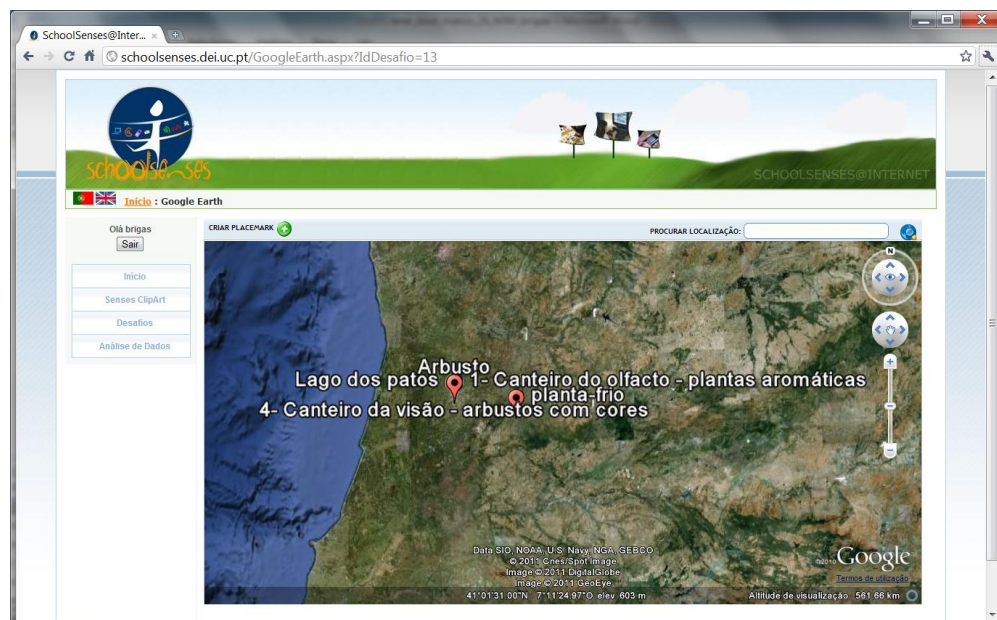 SchoolSenses@Inter...
schoolsenses.dei.uc.pt/GoogleEarth.aspx?IdDesafio=13
schoolsenses
SCHOOLSENSES@INTERNET
Início : Google Earth
Olá brigas
Sair
Início
Senses ClipArt
Desafios
Análise de Dados
CRIAR PLACEMARK
PROCURAR LOCALIZAÇÃO:
N
Arbusto
Lago dos patos
1- Canteiro do olfacto - plantas aromáticas
planta-frio
4- Canteiro da visão - arbustos com cores
Data SIO, NOAA, U.S. Navy, NGA, GEBCO
© 2011 Cnes/Spot Image
Image © 2011 DigitalGlobe
Image © 2011 GeoEye
©2010 Google
Termos de utilização
41°01'31.00"N 7°11'24.97"O elev 603 m
Altitude de visualização 561.66 km